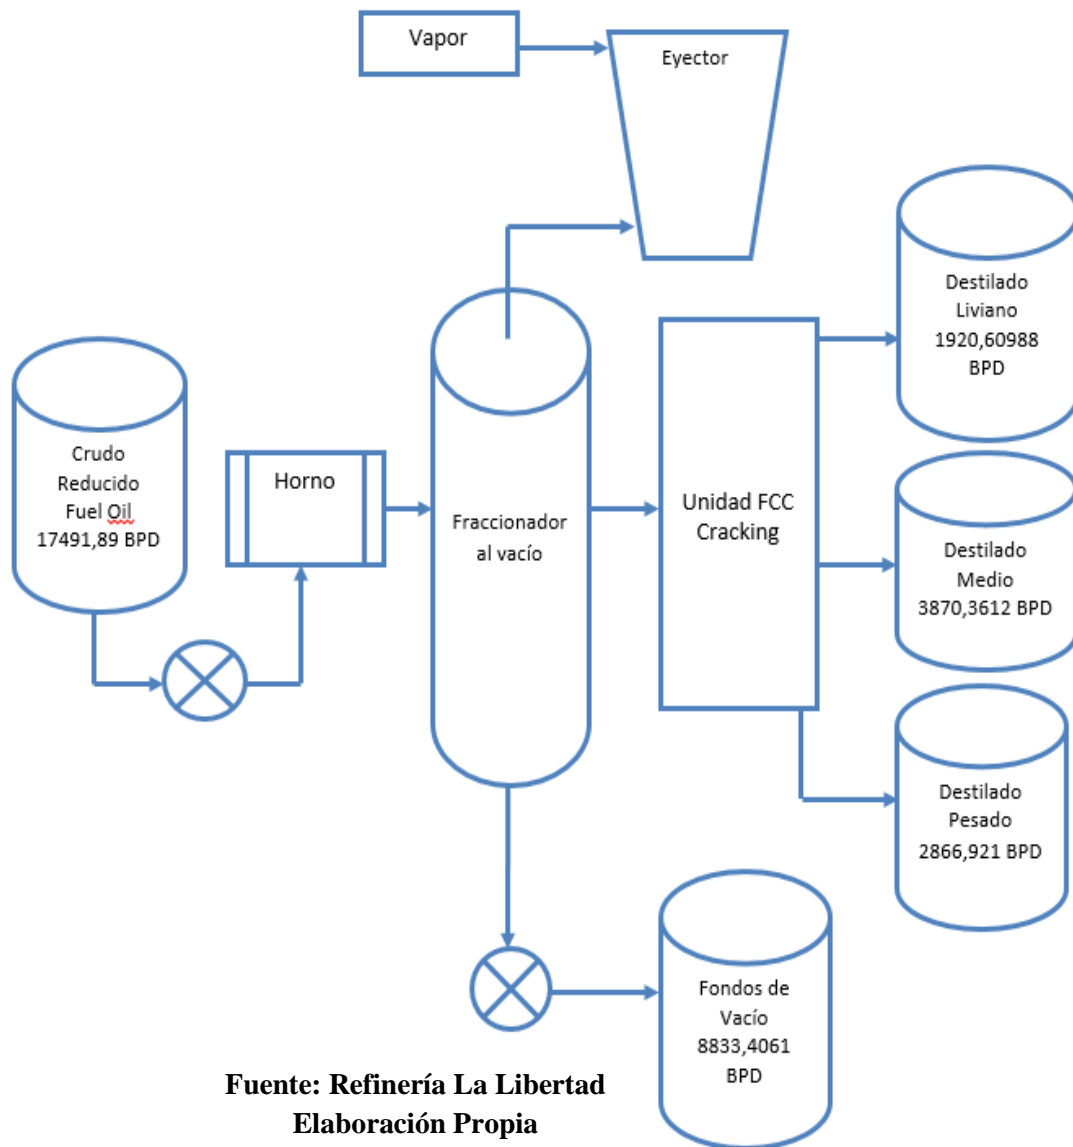 Vapor
Eyector
Destilado
Liviano
1920,60988
BPD
Crudo
Reducido
Fuel Oil
17491,89 BPD
Horno
Fraccionador
al vacío
Unidad FCC
Cracking
Destilado
Medio
3870,3612 BPD
Destilado
Pesado
2866,921 BPD
Fondos de
Vacío
8833,4061
BPD
Fuente: Refinería La Libertad
Elaboración Propia